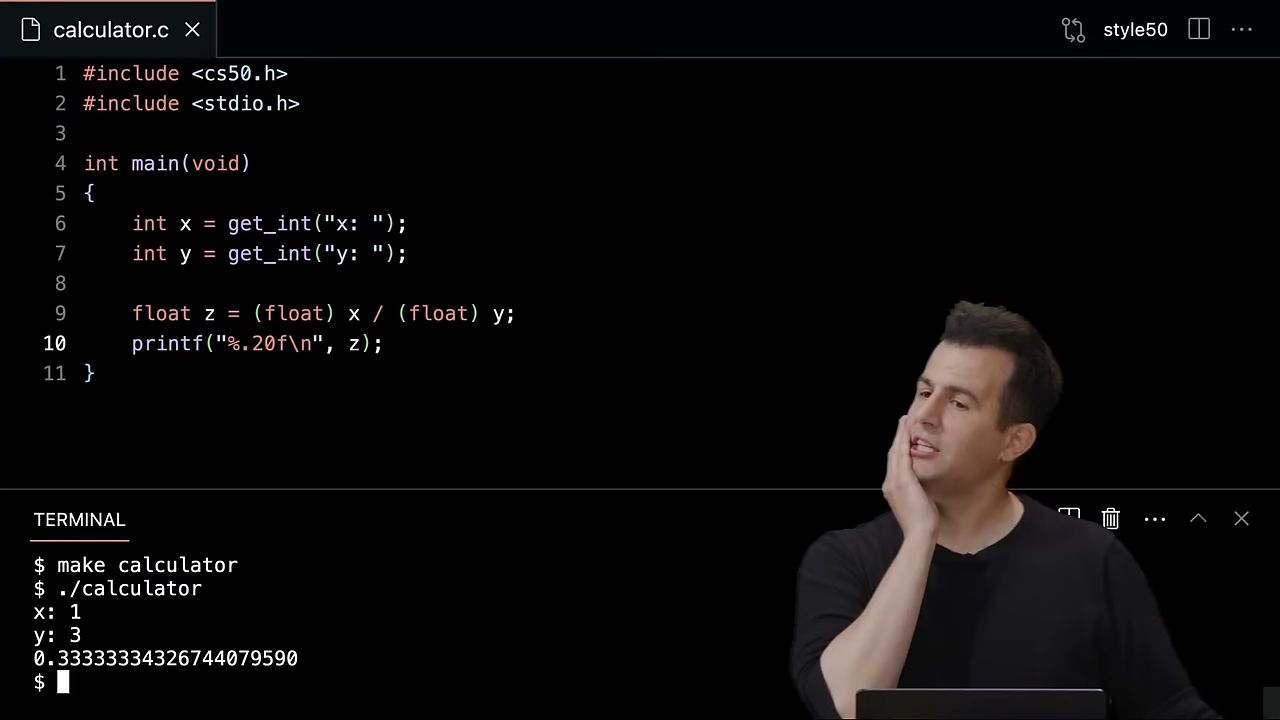 calculator.c
style50
1 #include <cs50.h>
2 #include <stdio.h>
3
4 int main(void)
5 {
6     int x = get_int("x: ");
7     int y = get_int("y: ");
8
9     float z = (float) x / (float) y;
10     printf("%.20f\n", z);
11 }
TERMINAL
$ make calculator
$ ./calculator
x: 1
y: 3
0.33333334326744079590
$